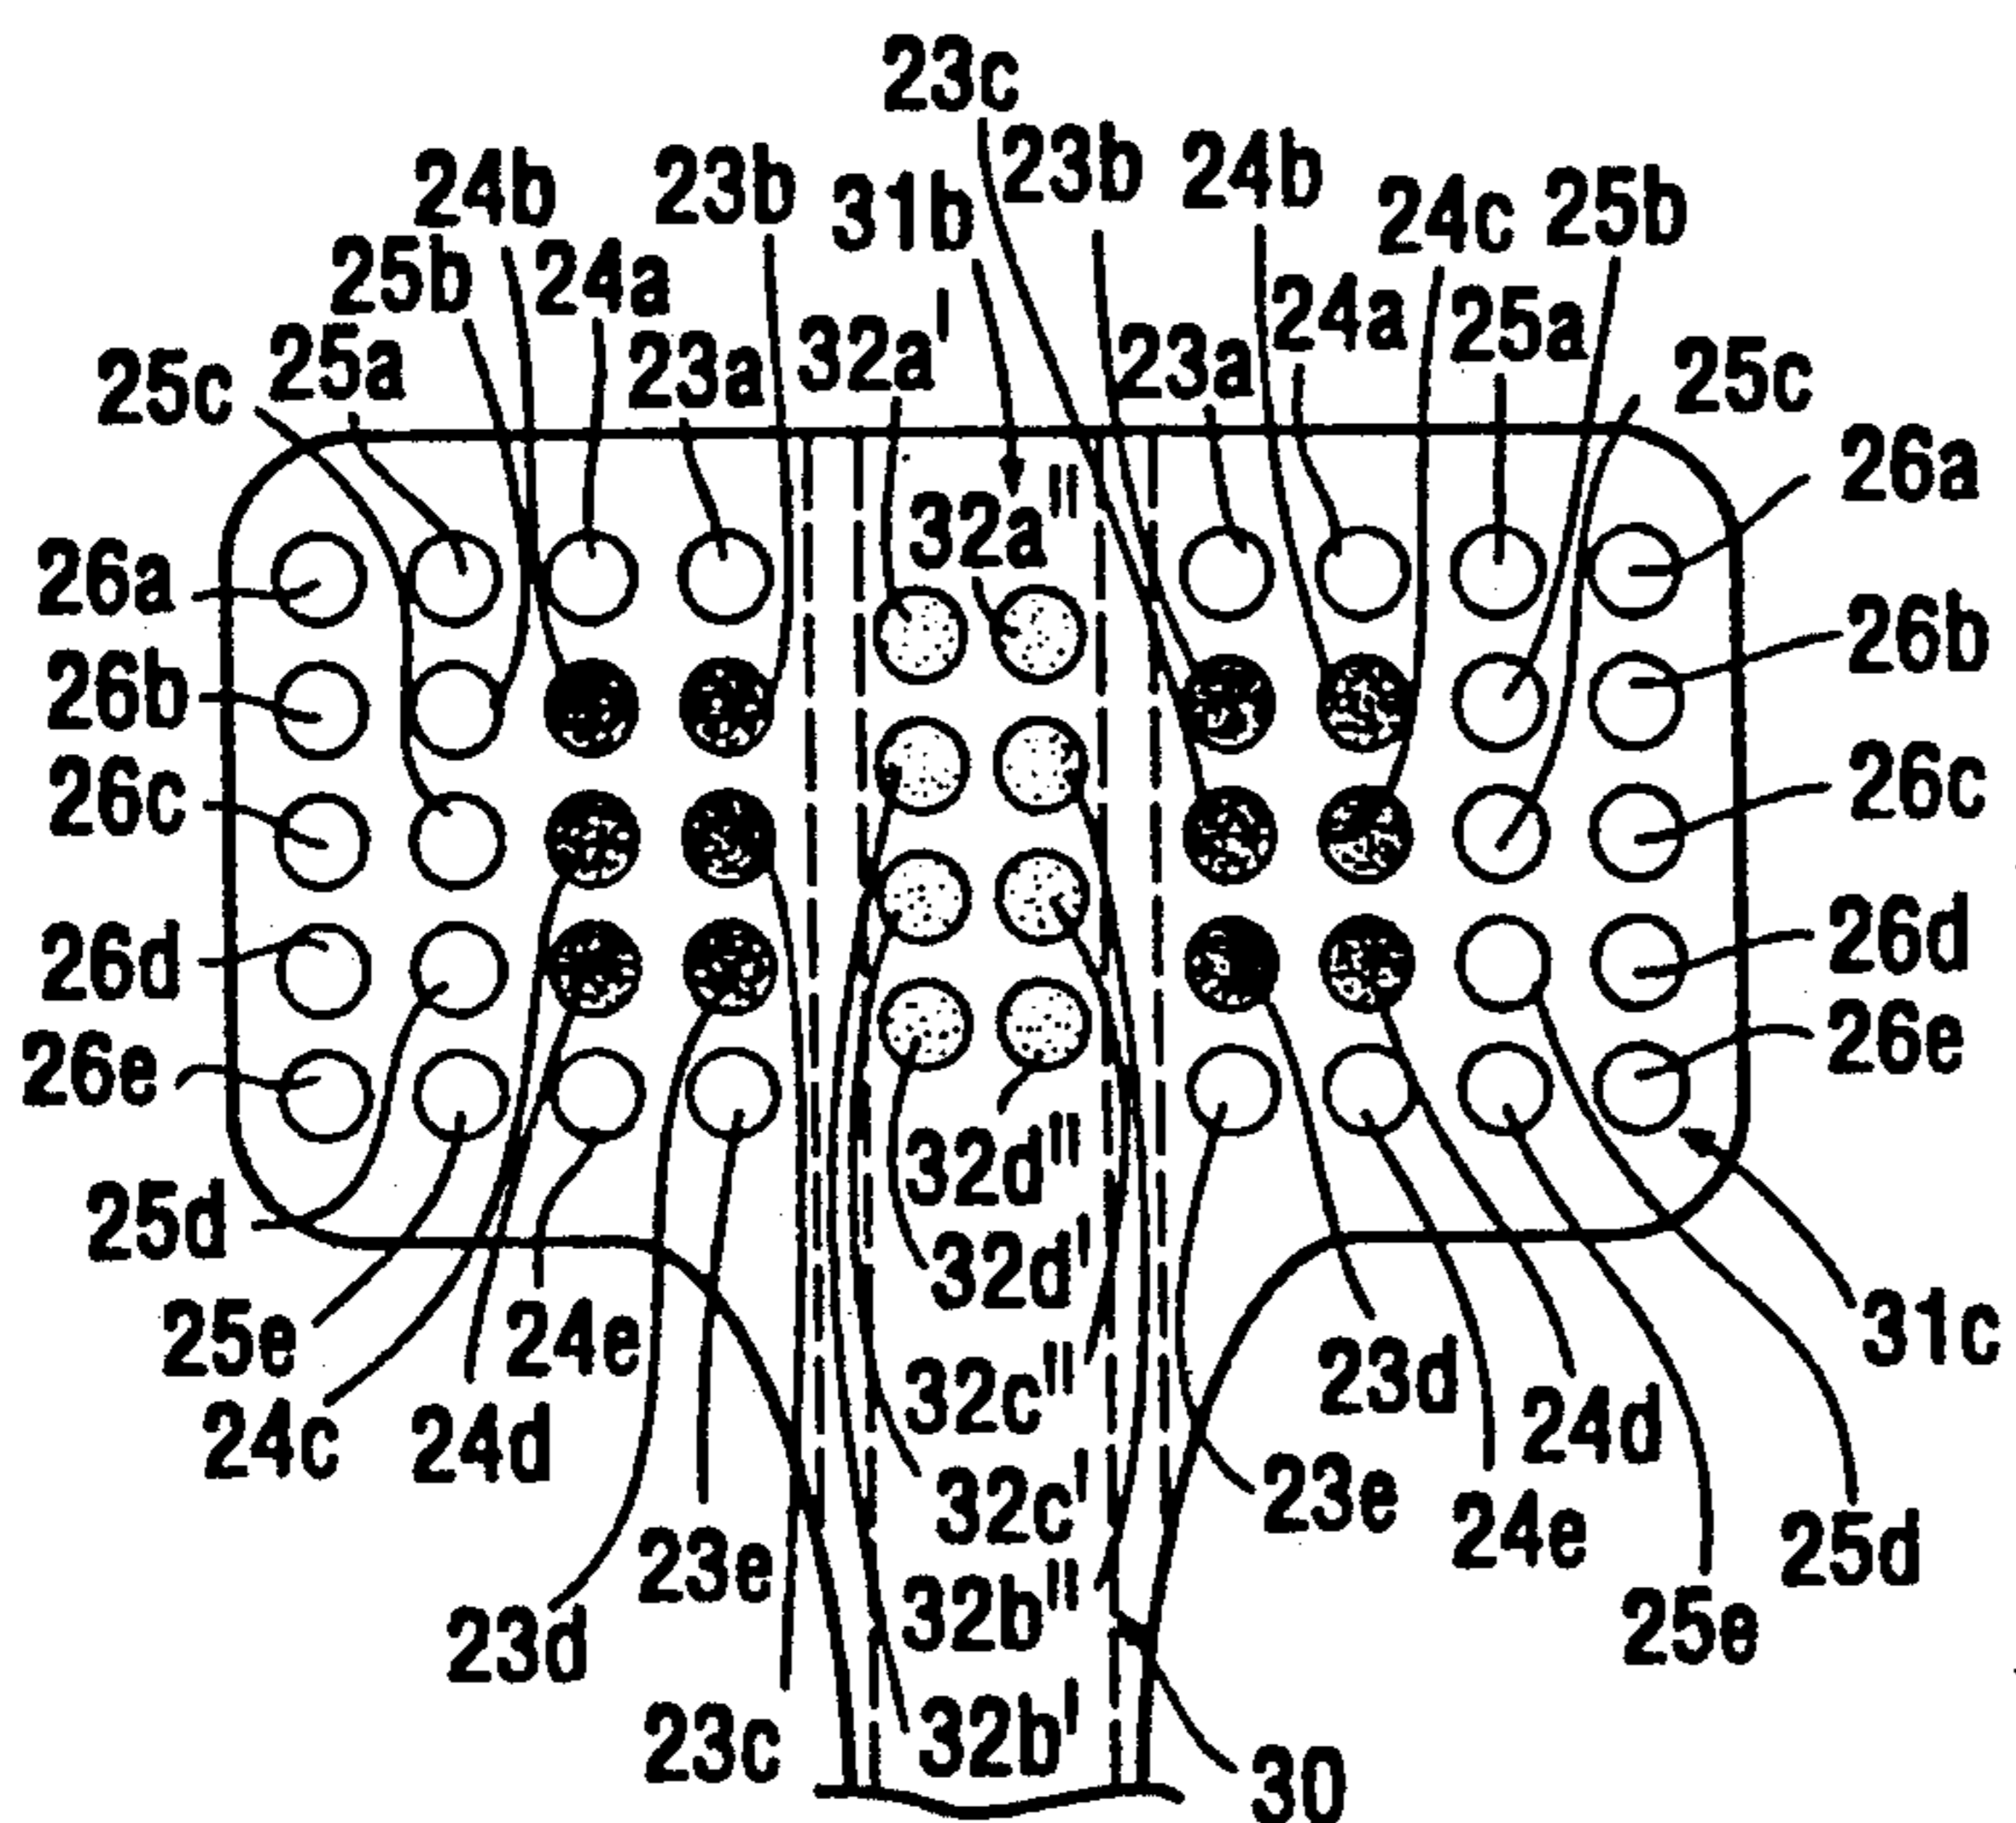 23c
24b 23b 31b 23b 24b 24c 25b
25b 24a 24a 25a
25c 25a 23a 32a' 23a 25c
26a
32a"
26a
26b
26b
26c
26c
26d
26d
26e
26e
32d"
25d
32d'
25e 24e 31c
32c" 23d
24c 24d 24d
32c' 23e
24e 25d
23e
32b"
23d 25e
23c 32b'
30